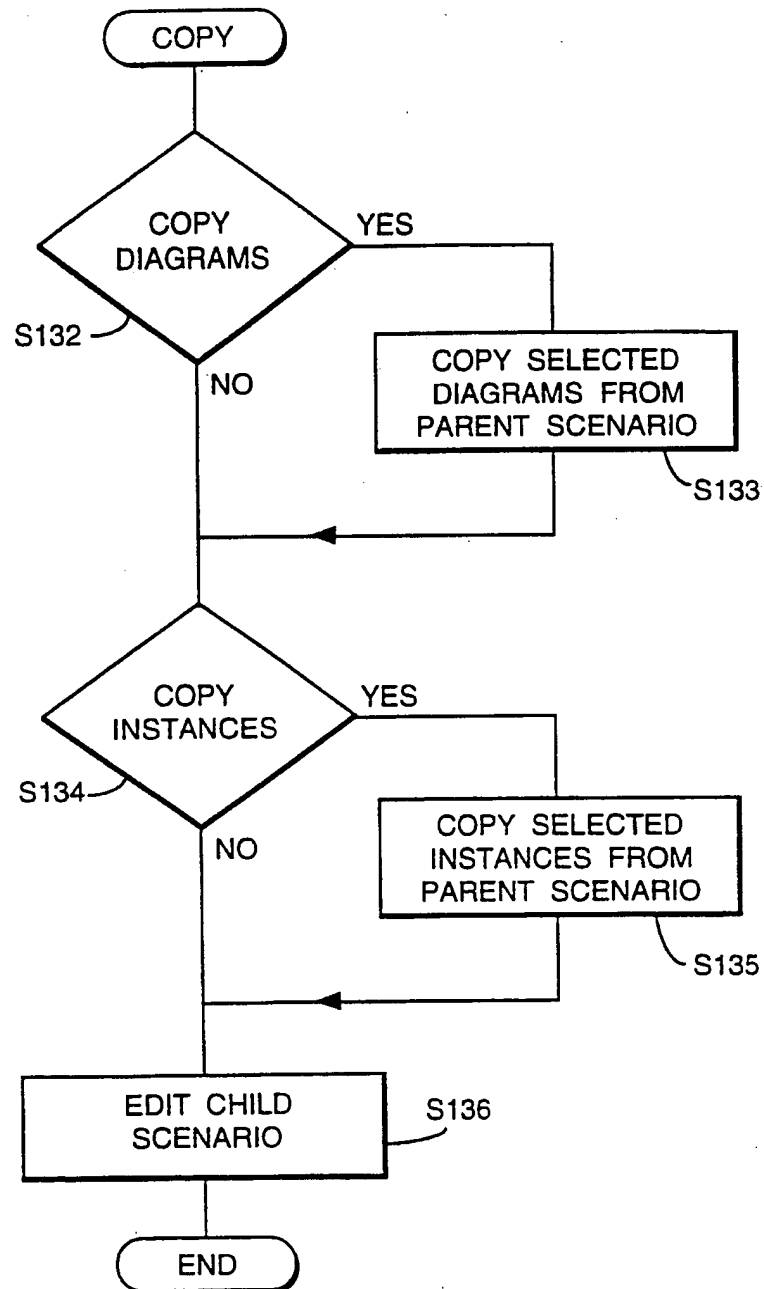 COPY
COPY
DIAGRAMS
YES
S132
NO
COPY SELECTED
DIAGRAMS FROM
PARENT SCENARIO
S133
COPY
INSTANCES
YES
S134
NO
COPY SELECTED
INSTANCES FROM
PARENT SCENARIO
S135
EDIT CHILD
SCENARIO
S136
END